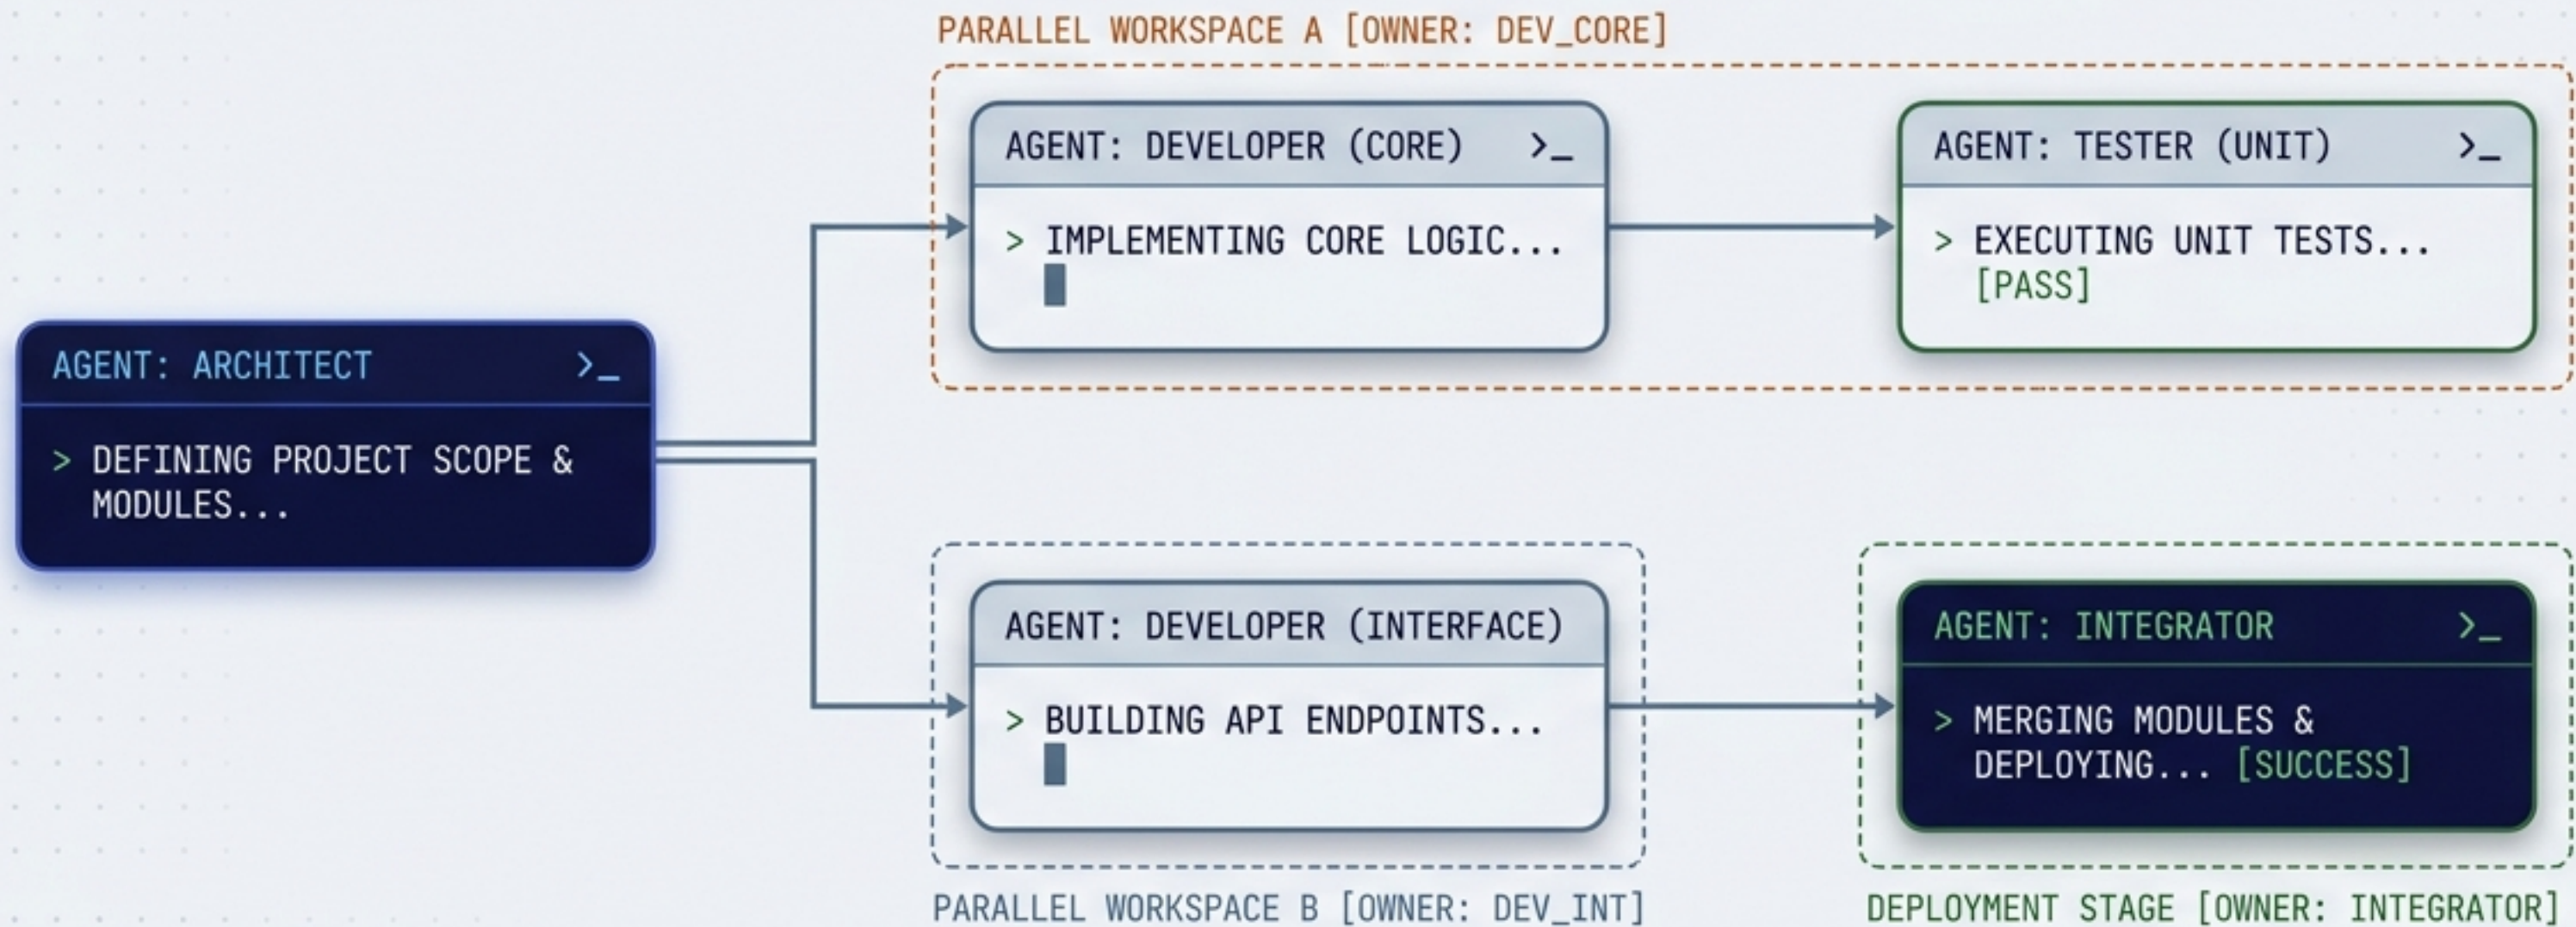 PARALLEL WORKSPACE A [OWNER: DEV_CORE]
AGENT: DEVELOPER (CORE) >_
> IMPLEMENTING CORE LOGIC...
AGENT: TESTER (UNIT) >_
> EXECUTING UNIT TESTS...
[PASS]
AGENT: ARCHITECT >_
> DEFINING PROJECT SCOPE &
MODULES...
AGENT: DEVELOPER (INTERFACE)
> BUILDING API ENDPOINTS...
PARALLEL WORKSPACE B [OWNER: DEV_INT]
AGENT: INTEGRATOR >_
> MERGING MODULES &
DEPLOYING... [SUCCESS]
DEPLOYMENT STAGE [OWNER: INTEGRATOR]